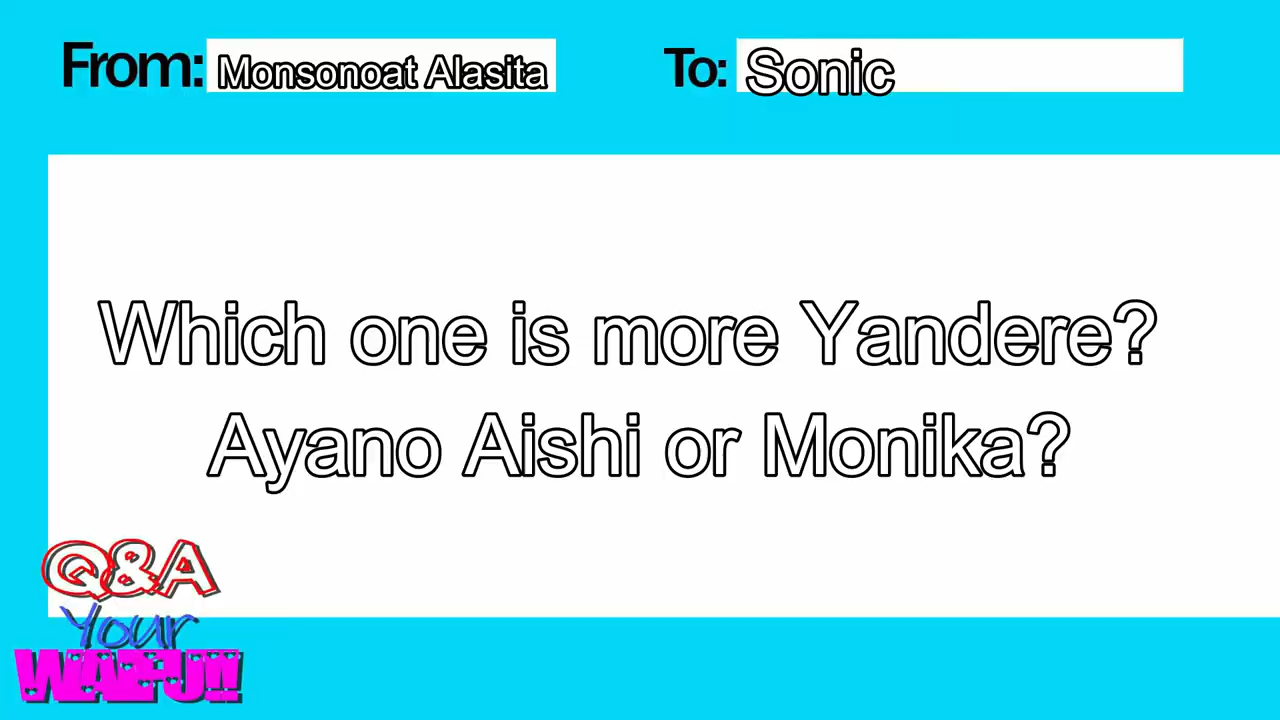 From: Monsonoat Alasita To: Sonic
Which one is more Yandere?
Ayano Aishi or Monika?
Q&A
Your
WAIFU!!